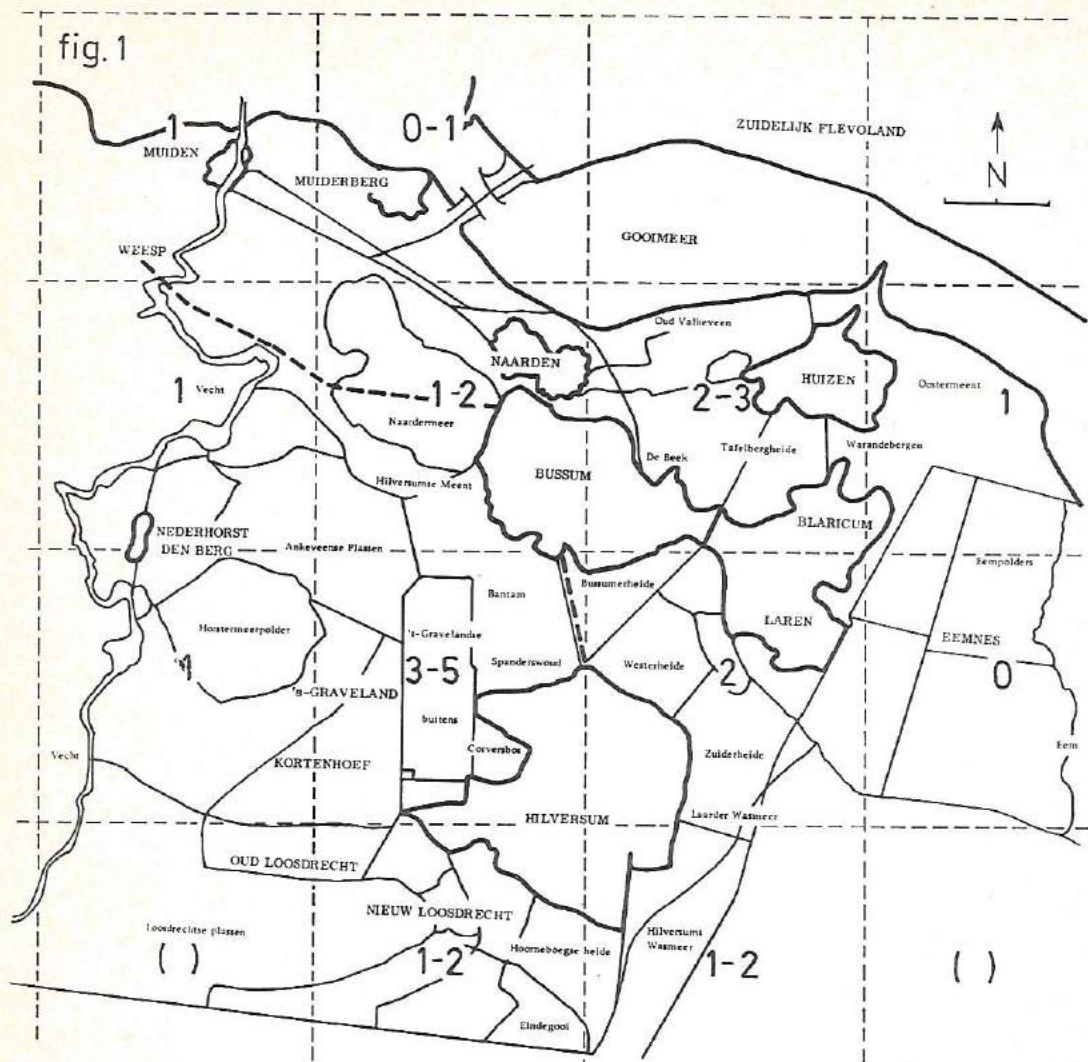 fig. 1
1
0-1
ZUIDELIJK FLEVOLAND
MUIDEN
MUIDERBERG
N
GOOIMEER
WEESP
Oud Valkeveen
NAARDEN
HUIZEN
1
Vecht
1-2
2-3
Oostermeent
1
Naardermeer
De Beek
Tafelbergheide
Warandebergen
BUSSUM
Hilversumse Meent
BLARICUM
NEDERHORST
DEN BERG
Ankeveense Plassen
Eempolders
Bantam
Bussumerheide
Horstermeerpolder
's-Gravelandse
LAREN
EEMNES
1
3-5
Spanderswoud
Westerheide
2
0
's-GRAVELAND
buitens
Corversbos
Zuiderheide
Eem
Vecht
KORTENHOEF
HILVERSUM
Laarder Wasmeer
OUD LOOSDRECHT
NIEUW LOOSDRECHT
Loosdrechtse plassen
Hoorneboegse heide
Hilversums
Wasmeer
( )
1-2
1-2
( )
Eindegooi